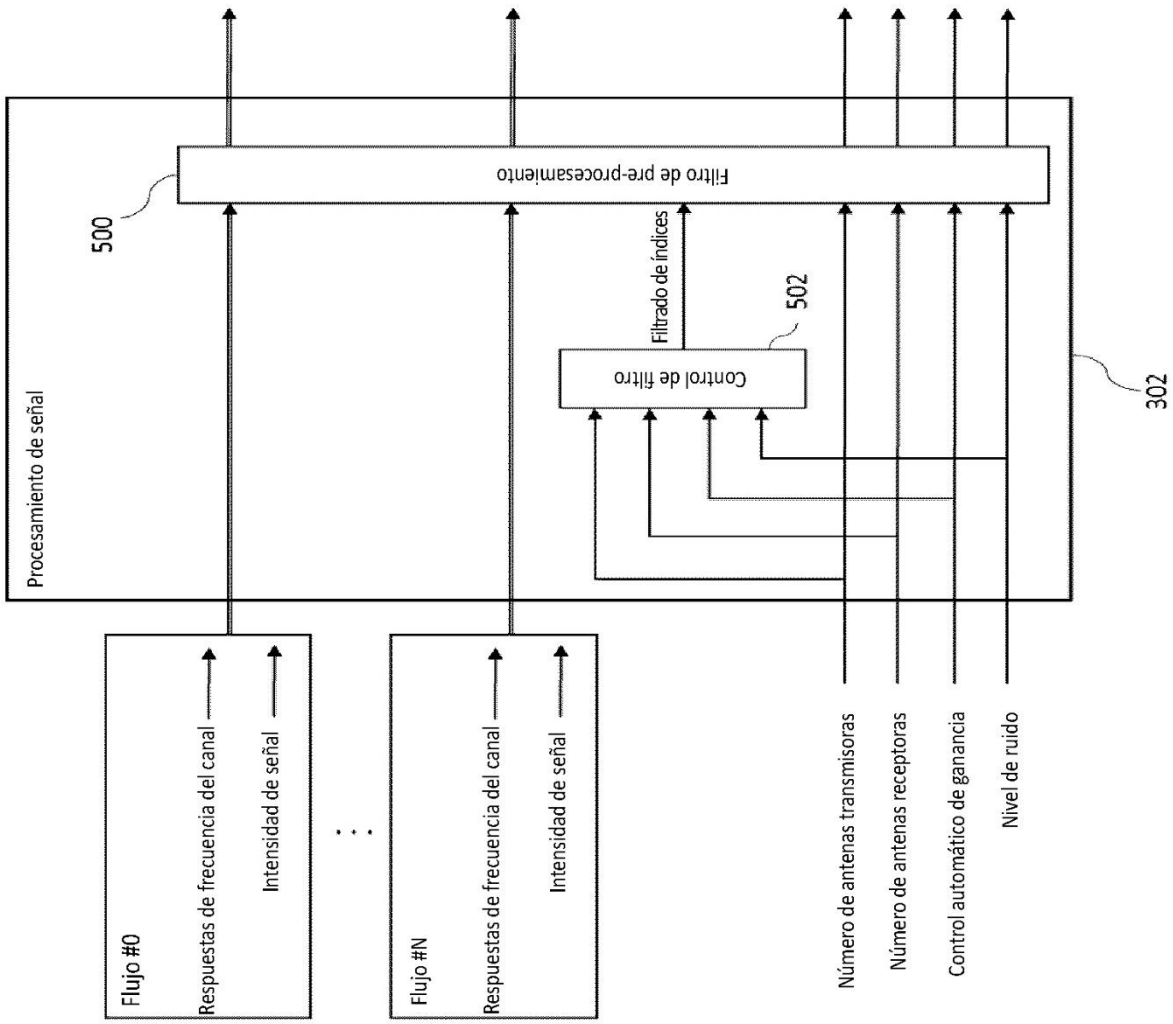 Procesamiento de señal
500
Filtro de pre-procesamiento
Filtrado de índices
502
Control de filtro
302
Flujo #0
Respuestas de frecuencia del canal
Intensidad de señal
. . .
Flujo #N
Respuestas de frecuencia del canal
Intensidad de señal
Número de antenas transmisoras
Número de antenas receptoras
Control automático de ganancia
Nivel de ruido